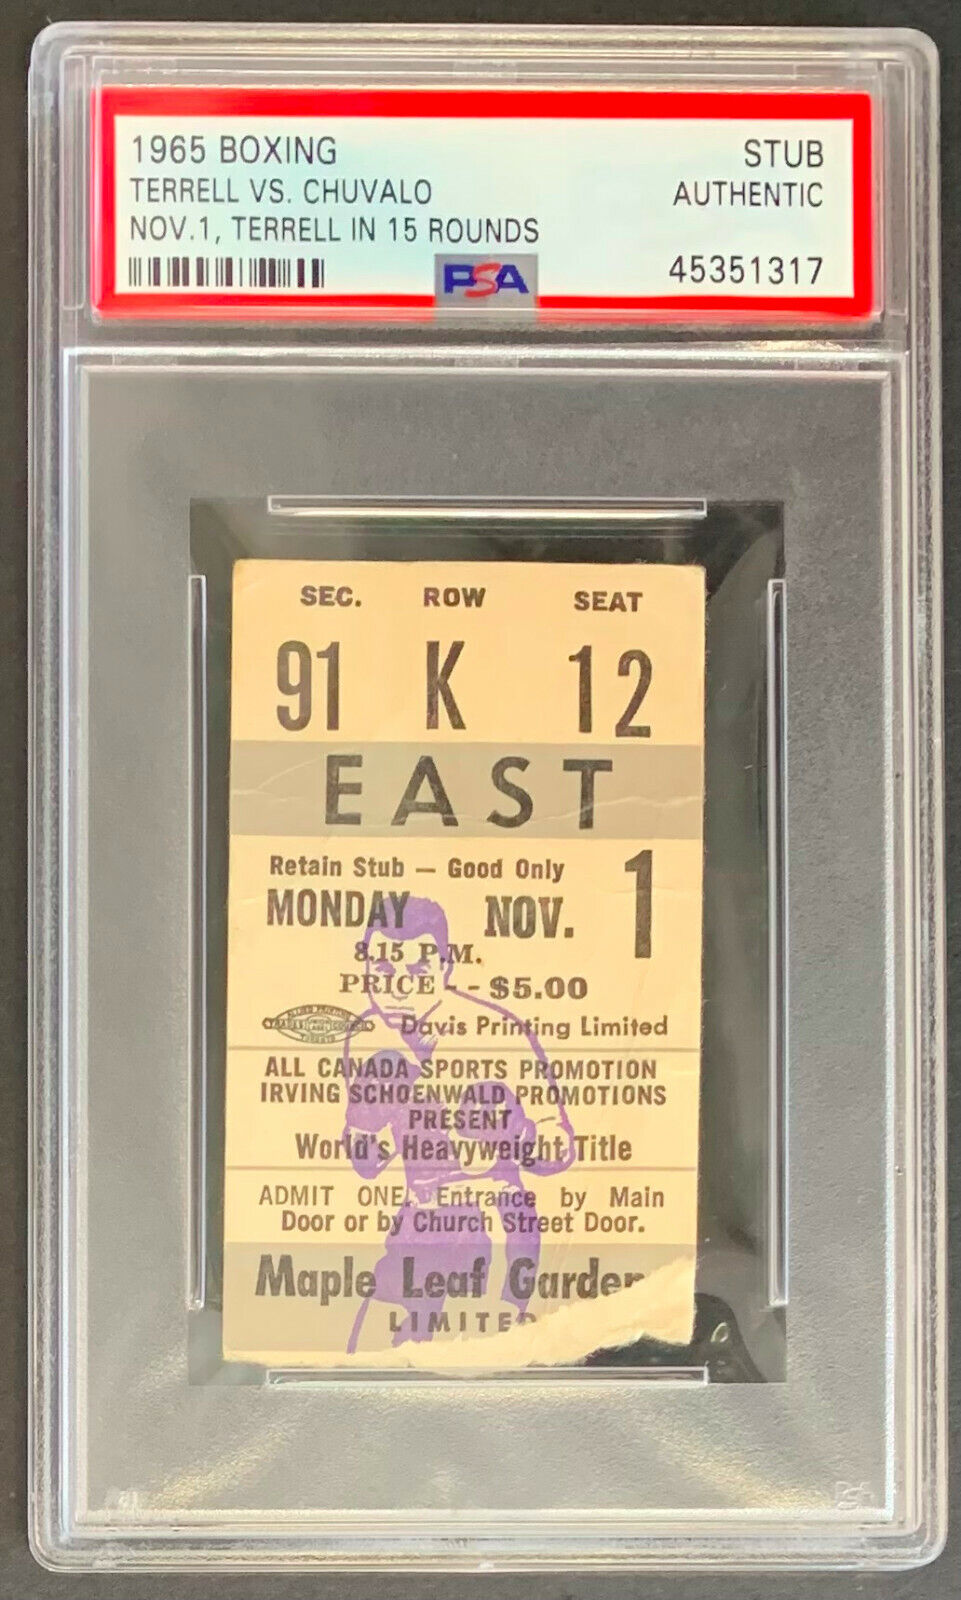 1965 BOXING STUB
TERRELL VS. CHUVALO AUTHENTIC
NOV.1, TERRELL IN 15 ROUNDS
PSA 45351317
SEC. ROW SEAT
91 K 12
EAST
Retain Stub — Good Only
MONDAY NOV. 1
8.15 P.M.
PRICE - - $5.00
Davis Printing Limited
ALL CANADA SPORTS PROMOTION
IRVING SCHOENWALD PROMOTIONS
PRESENT
World's Heavyweight Title
ADMIT ONE. Entrance by Main
Door or by Church Street Door.
Maple Leaf Garden
LIMITED